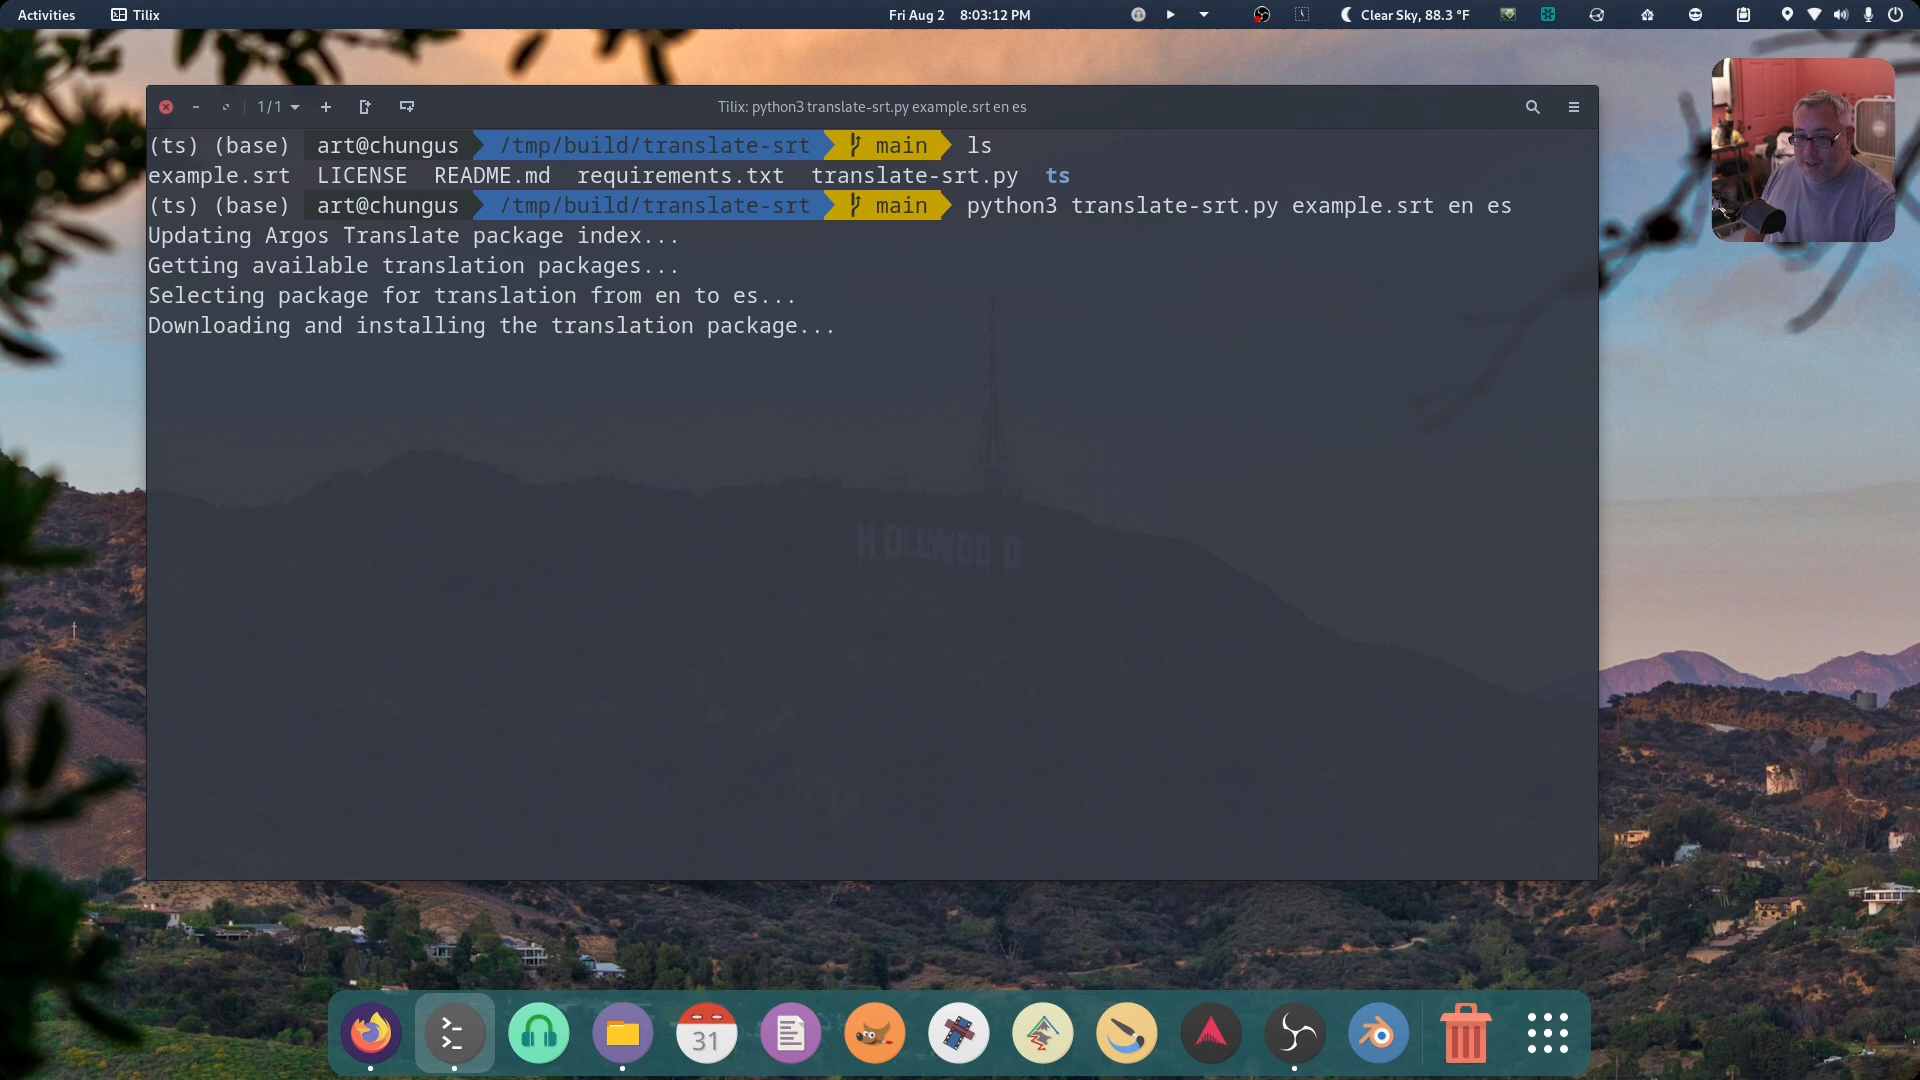 Activities
Tilix
Fri Aug 2 8:03:12 PM
Clear Sky, 88.3 °F
1 / 1
Tilix: python3 translate-srt.py example.srt en es
(ts) (base) art@chungus /tmp/build/translate-srt main ls
example.srt LICENSE README.md requirements.txt translate-srt.py ts
(ts) (base) art@chungus /tmp/build/translate-srt main python3 translate-srt.py example.srt en es
Updating Argos Translate package index...
Getting available translation packages...
Selecting package for translation from en to es...
Downloading and installing the translation package...
HOLLYWOOD
31